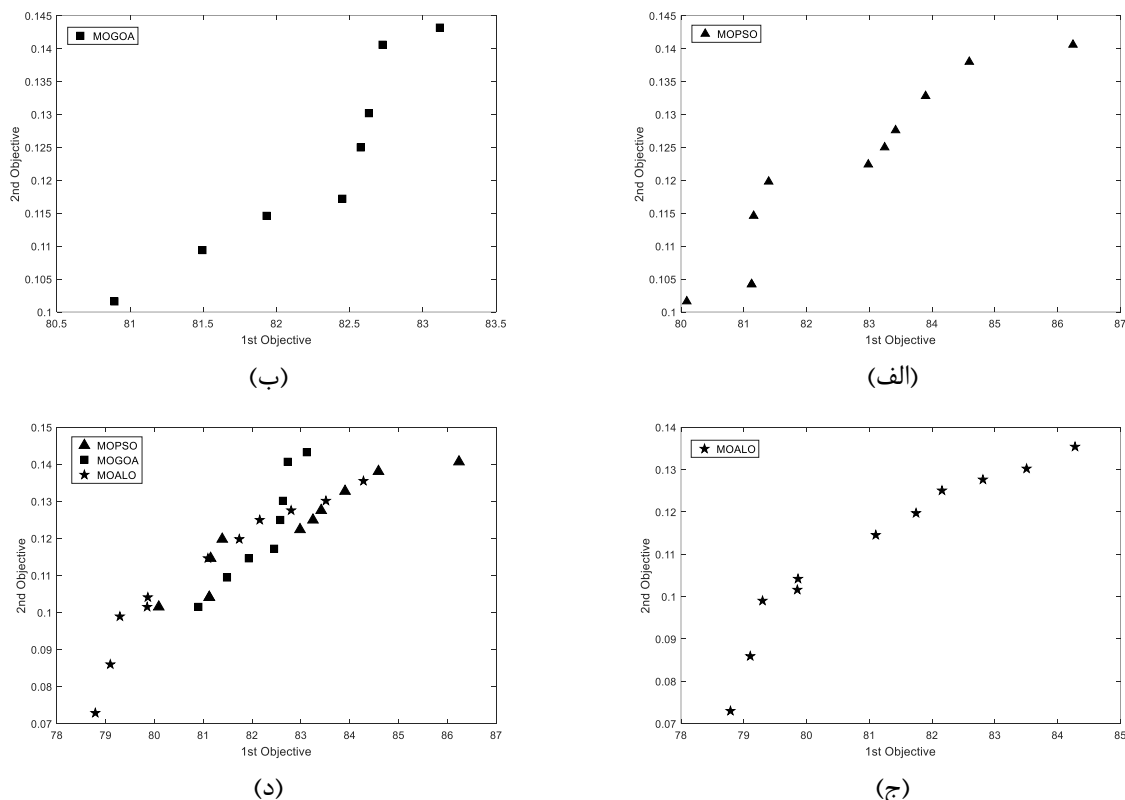 MOPSO
2nd Objective
0.145
0.14
0.135
0.13
0.125
0.12
0.115
0.11
0.105
0.1
80 81 82 83 84 85 86 87
1st Objective
(الف)
MOGOA
2nd Objective
0.145
0.14
0.135
0.13
0.125
0.12
0.115
0.11
0.105
0.1
80.5 81 81.5 82 82.5 83 83.5
1st Objective
(ب)
MOALO
2nd Objective
0.14
0.13
0.12
0.11
0.1
0.09
0.08
0.07
78 79 80 81 82 83 84 85
1st Objective
(ج)
MOPSO
MOGOA
MOALO
2nd Objective
0.15
0.14
0.13
0.12
0.11
0.1
0.09
0.08
0.07
78 79 80 81 82 83 84 85 86 87
1st Objective
(د)